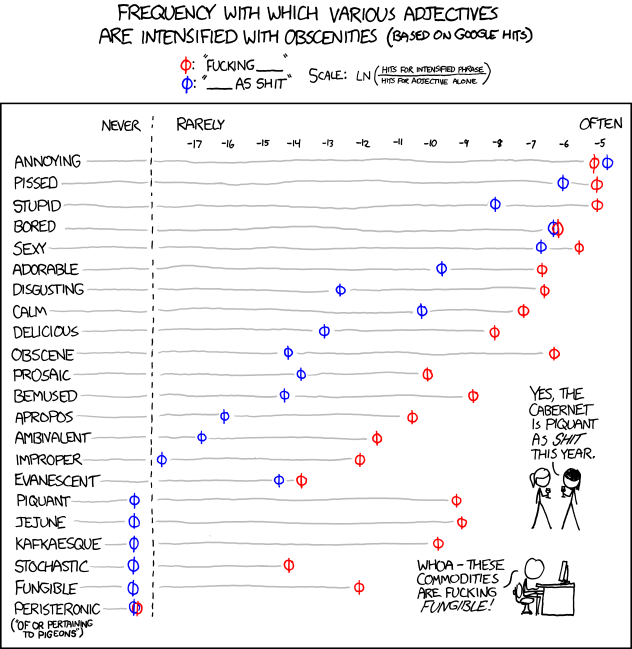 FREQUENCY WITH WHICH VARIOUS ADJECTIVES
ARE INTENSIFIED WITH OBSCENITIES (BASED ON GOOGLE HITS)
: "FUCKING ___"
: "___ AS SHIT"
SCALE: LN (HITS FOR INTENSIFIED PHRASE / HITS FOR ADJECTIVE ALONE)
NEVER RARELY OFTEN
-17 -16 -15 -14 -13 -12 -11 -10 -9 -8 -7 -6 -5
ANNOYING
PISSED
STUPID
BORED
SEXY
ADORABLE
DISGUSTING
CALM
DELICIOUS
OBSCENE
PROSAIC
BEMUSED
APROPOS
AMBIVALENT
IMPROPER
EVANESCENT
PIQUANT
JEJUNE
KAFKAESQUE
STOCHASTIC
FUNGIBLE
PERISTERONIC
("OF OR PERTAINING
TO PIGEONS")
YES, THE
CABERNET
IS PIQUANT
AS SHIT
THIS YEAR.
WHOA – THESE
COMMODITIES
ARE FUCKING
FUNGIBLE!